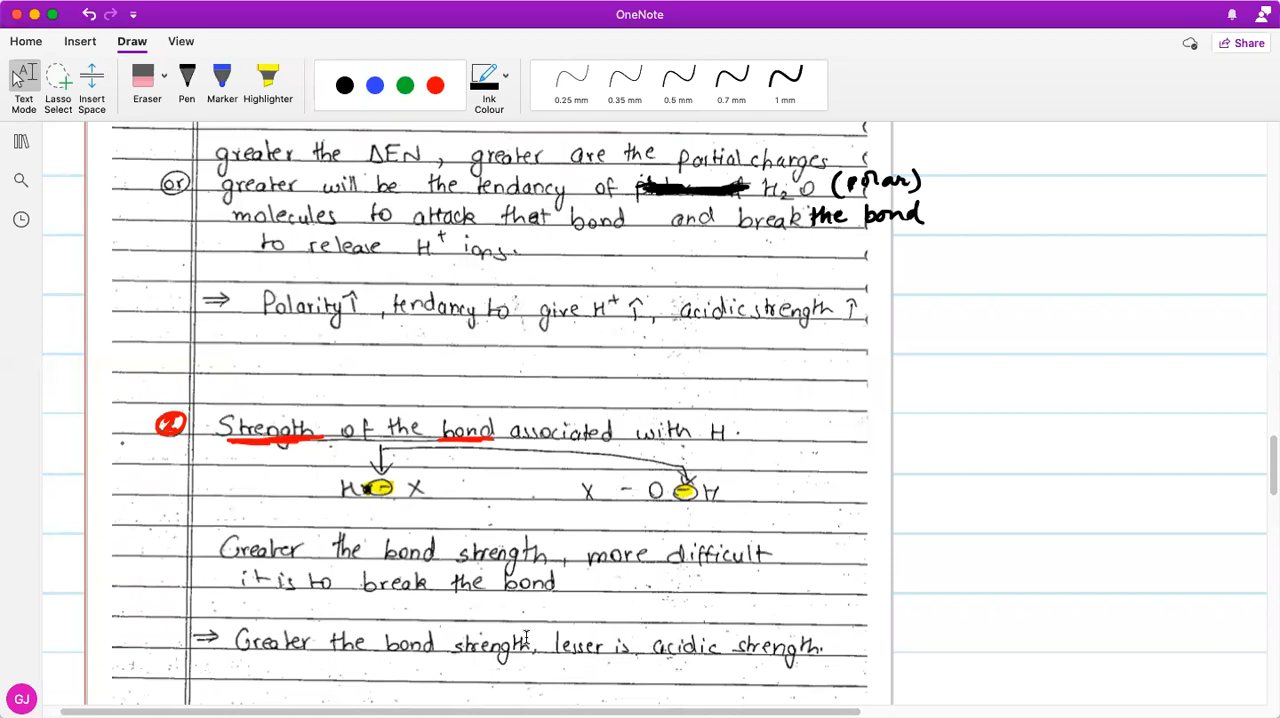 OneNote
Home Insert Draw View
Share
Text Mode
Lasso Select
Insert Space
Eraser
Pen
Marker
Highlighter
Ink Colour
0.25 mm
0.35 mm
0.5 mm
0.7 mm
1 mm
greater the ΔEN, greater are the partial charges
(or) greater will be the tendancy of H₂O (polar)
molecules to attack that bond and break the bond
to release H⁺ ions.
⇒ Polarity↑, tendancy to give H⁺ ↑, acidic strength ↑
2 Strength of the bond associated with H.
H - X X - O - H
Greater the bond strength, more difficult
it is to break the bond
⇒ Greater the bond strength, lesser is acidic strength.
GJ